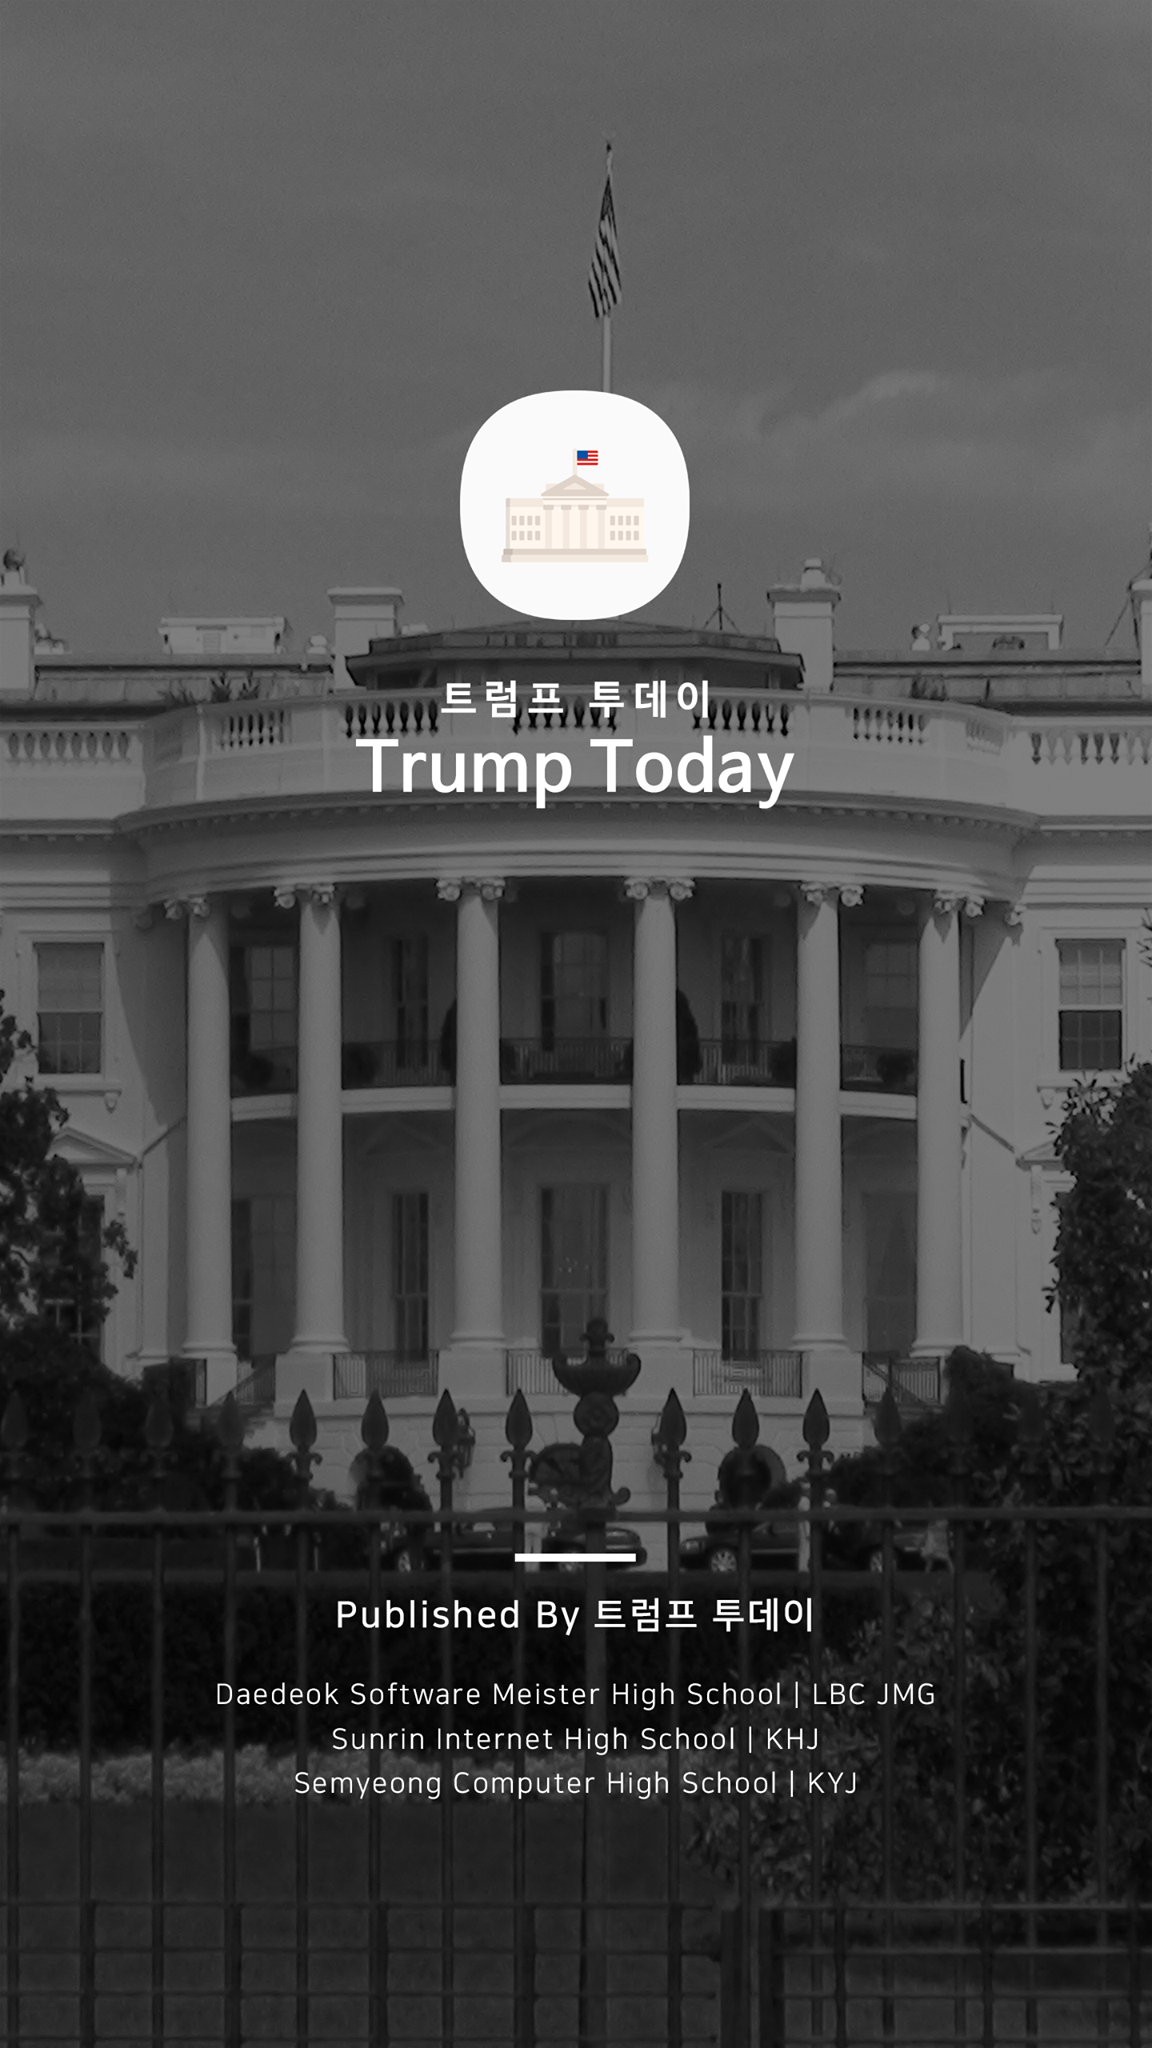 트럼프 투데이
Trump Today
Published By 트럼프 투데이
Daedeok Software Meister High School | LBC JMG
Sunrin Internet High School | KHJ
Semyeong Computer High School | KYJ